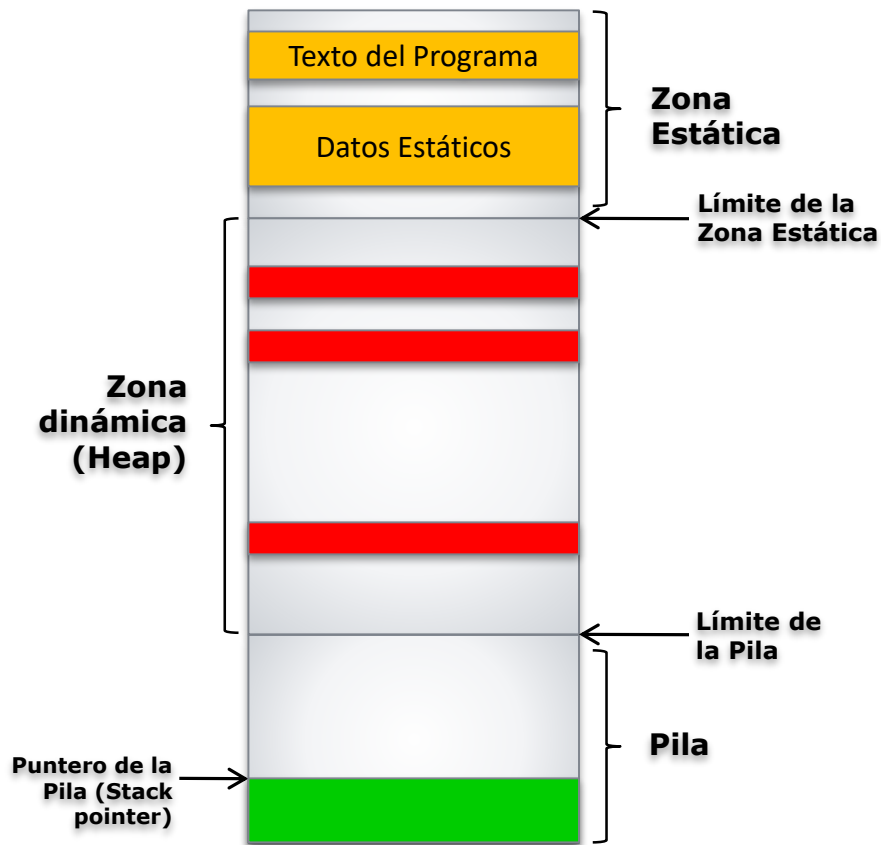 Texto del Programa
Zona
Estática
Datos Estáticos
Límite de la
Zona Estática
Zona
dinámica
(Heap)
Límite de
la Pila
Pila
Puntero de la
Pila (Stack
pointer)